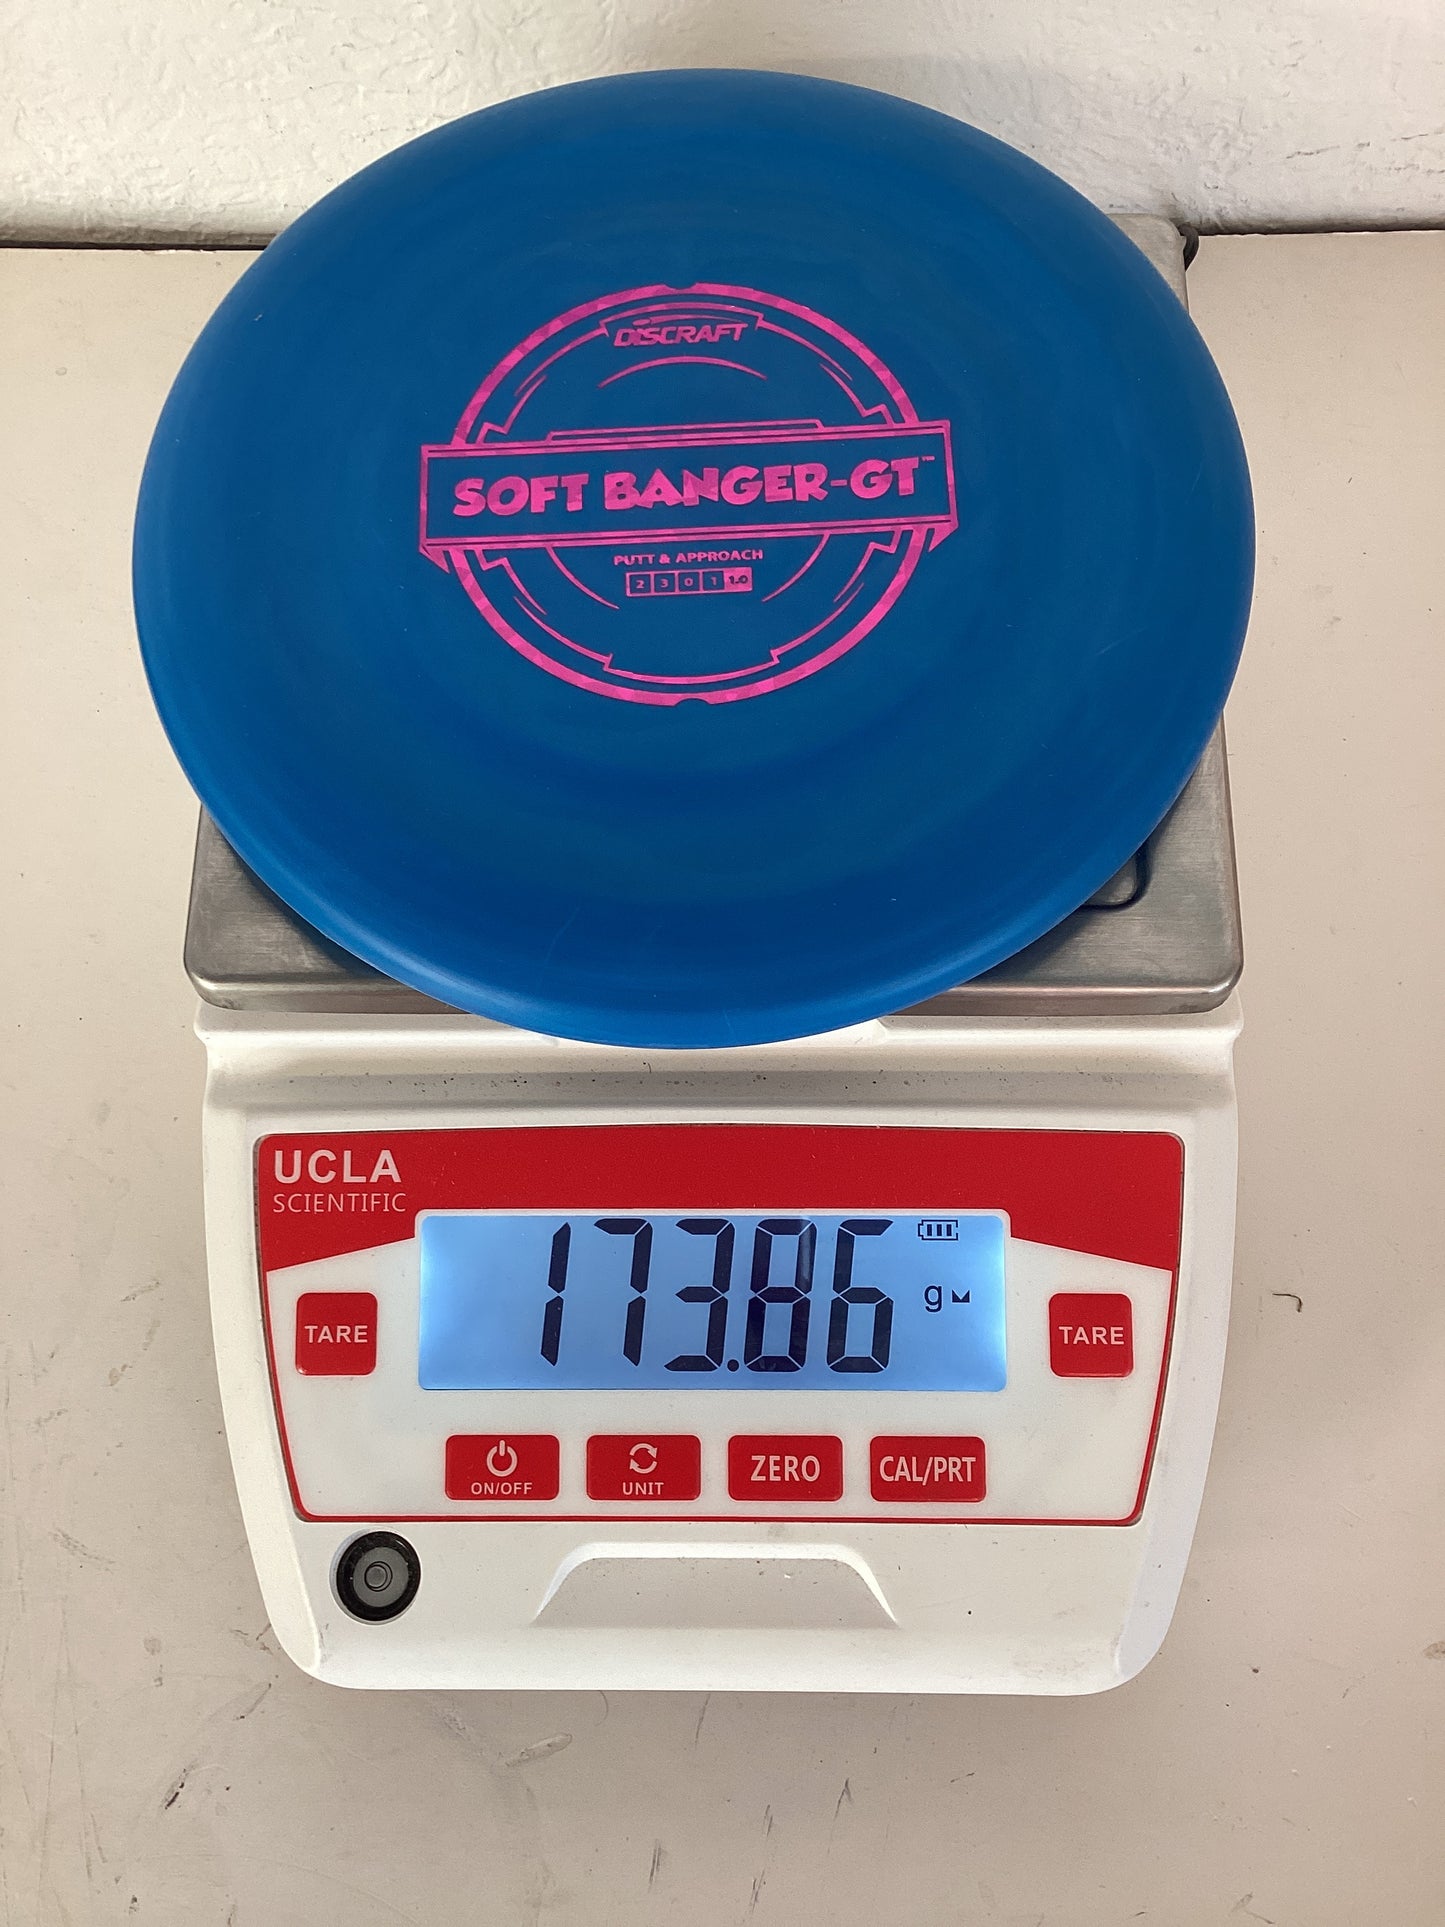 DISCRAFT
SOFT BANGER-GT™
PUTT & APPROACH
2 3 0 1 1.0
UCLA
SCIENTIFIC
173.86 g
TARE
TARE
ON/OFF
UNIT
ZERO
CAL/PRT